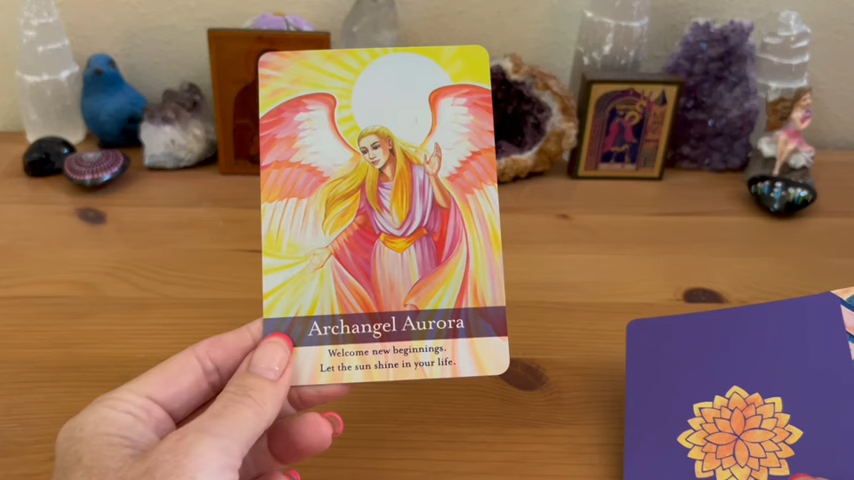 Archangel Aurora
Welcome new beginnings.
Let the sun shine in your life.